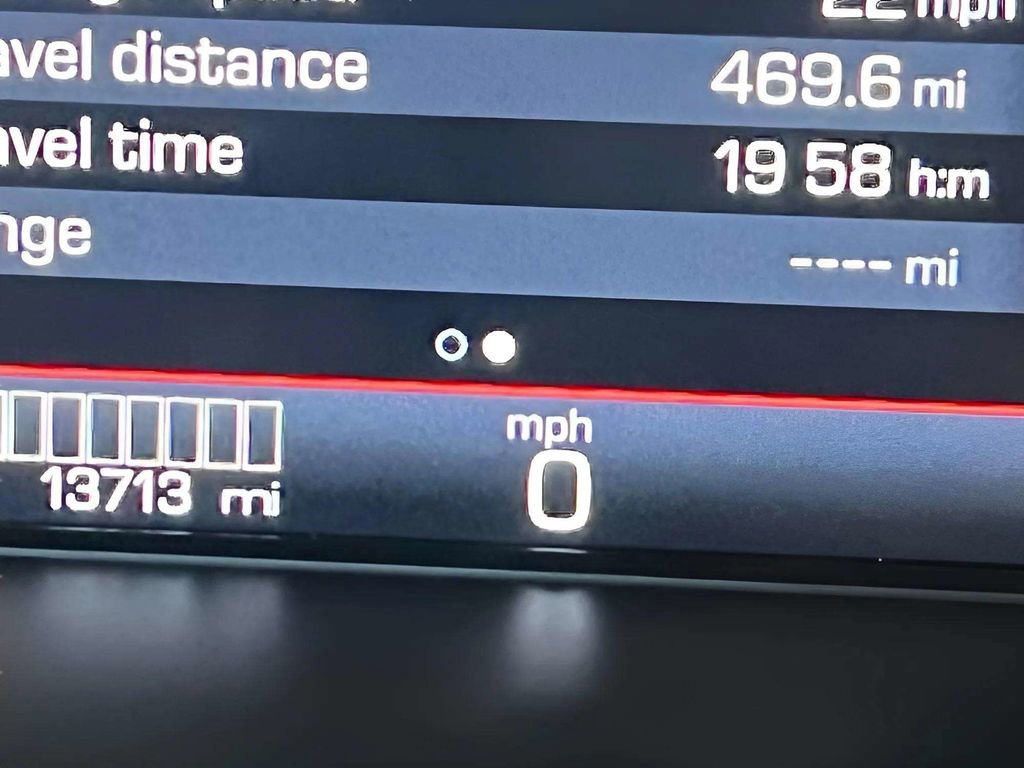 22 mph
avel distance 469.6 mi
avel time 19 58 h:m
nge ---- mi
mph
0
13713 mi